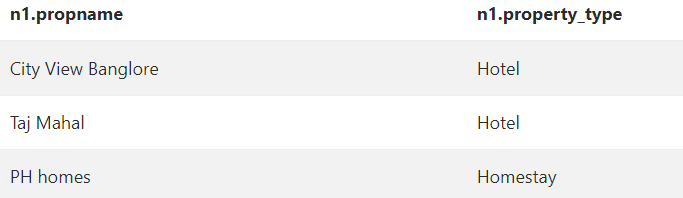 n1.propname n1.property_type
City View Banglore Hotel
Taj Mahal Hotel
PH homes Homestay